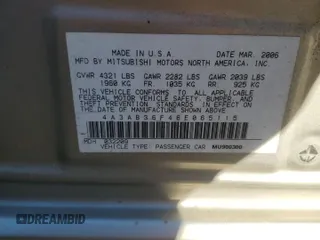 MADE IN U.S.A. DATE MAR. 2006
MFD BY MITSUBISHI MOTORS NORTH AMERICA, INC
GVWR 4321 LBS GAWR 2282 LBS GAWR 2039 LBS
1960 KG FR 1035 KG RR 925 KG
THIS VEHICLE CONFORMS TO ALL APPLICABLE
FEDERAL MOTOR VEHICLE SAFETY, BUMPER, AND
THEFT PREVENTION STANDARDS IN EFFECT ON
THE DATE OF MANUFACTURE SHOWN ABOVE.
4A3AB36F46E065115
MDH 032206
VEHICLE TYPE: PASSENGER CAR
DREAMBID